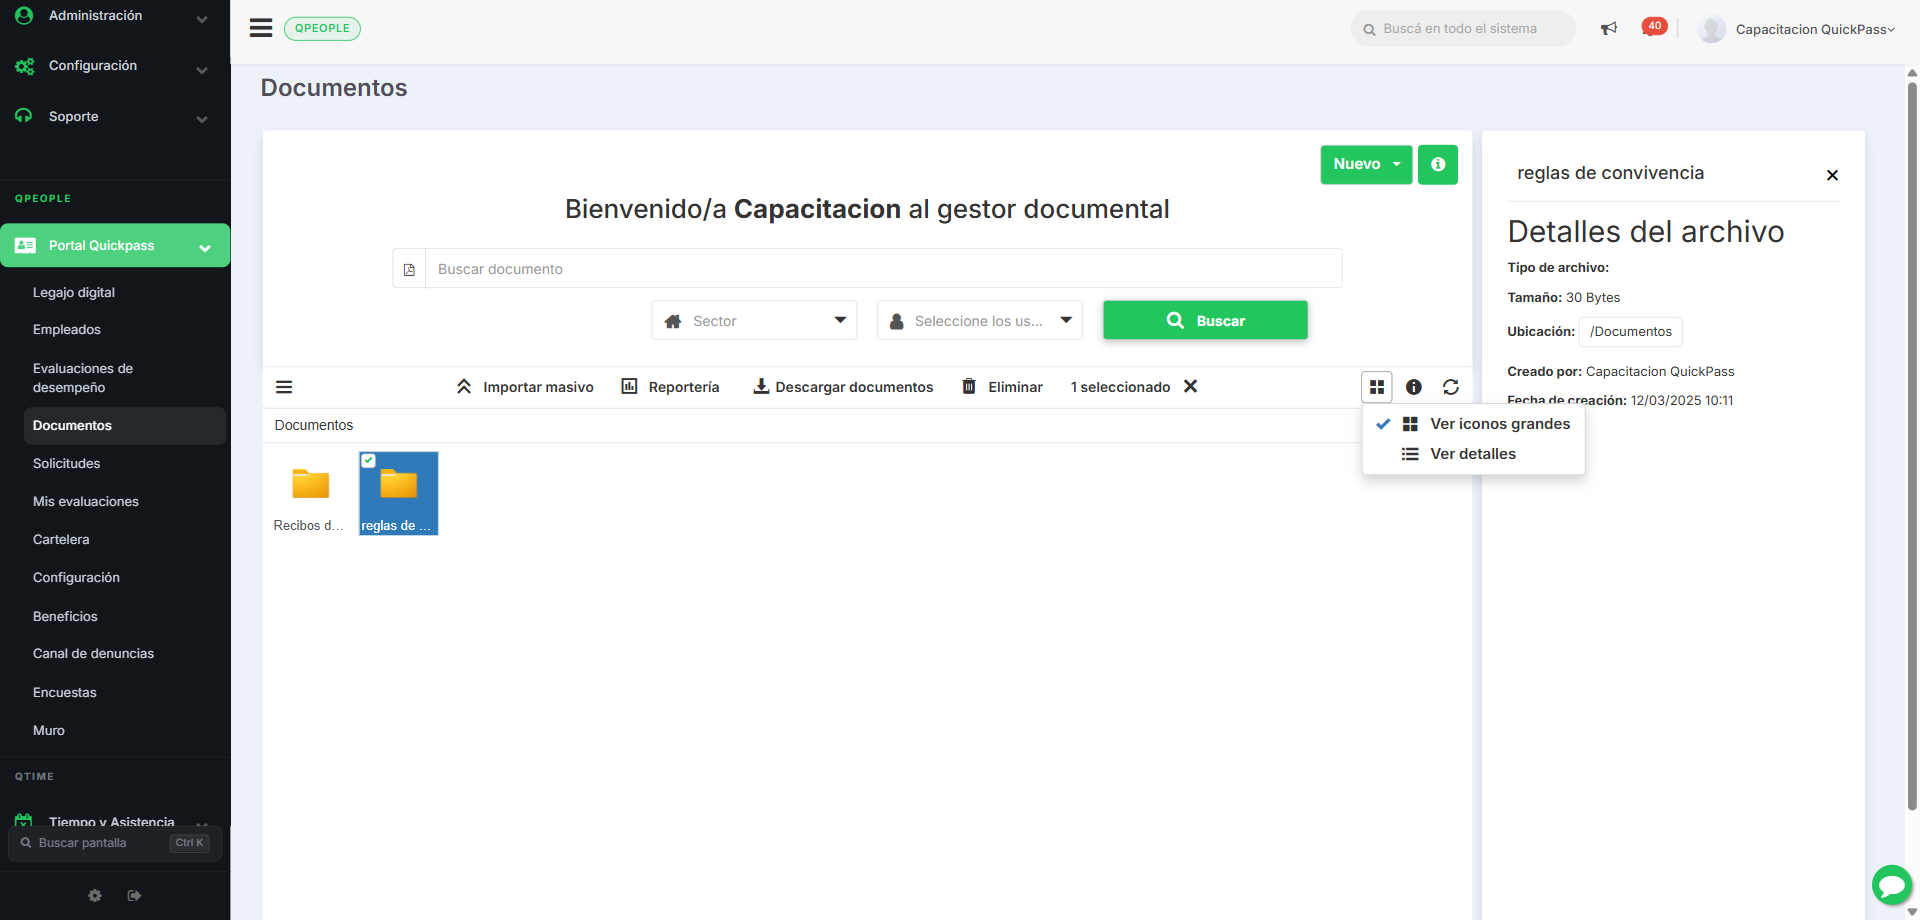 Administración
Configuración
Soporte
QPEOPLE
Portal Quickpass
Legajo digital
Empleados
Evaluaciones de
desempeño
Documentos
Solicitudes
Mis evaluaciones
Cartelera
Configuración
Beneficios
Canal de denuncias
Encuestas
Muro
QTIME
Tiempo y Asistencia
Buscar pantalla
Ctrl K
QPEOPLE
Buscá en todo el sistema
40
Capacitacion QuickPass
Documentos
Nuevo
Bienvenido/a Capacitacion al gestor documental
Buscar documento
Sector
Seleccione los us...
Buscar
Importar masivo
Reportería
Descargar documentos
Eliminar
1 seleccionado
Documentos
Recibos d...
reglas de ...
Ver iconos grandes
Ver detalles
reglas de convivencia
Detalles del archivo
Tipo de archivo:
Tamaño: 30 Bytes
Ubicación: /Documentos
Creado por: Capacitacion QuickPass
Fecha de creación: 12/03/2025 10:11